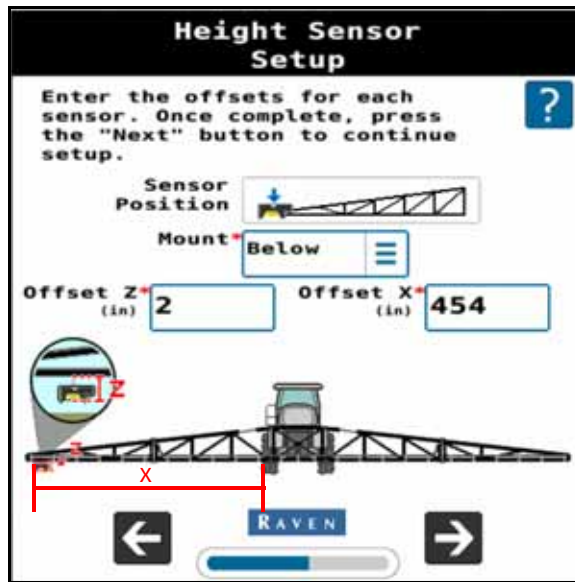 Height Sensor
Setup
Enter the offsets for each
sensor. Once complete, press
the "Next" button to continue
setup.
?
Sensor
Position
Mount*
Below
Offset Z*
(in)
2
Offset X*
(in)
454
Z
Z
X
RAVEN